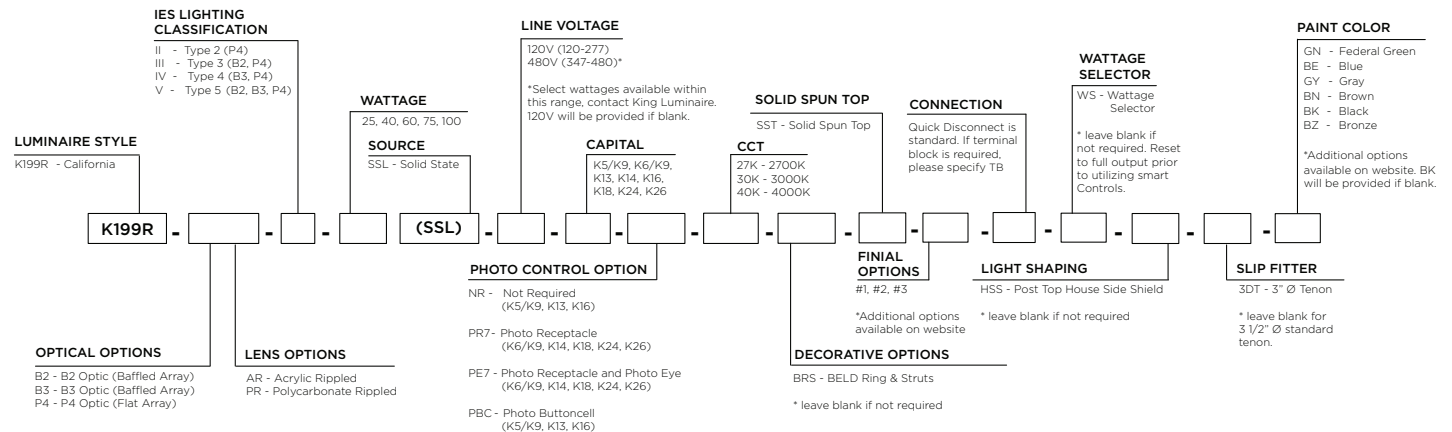 LUMINAIRE STYLE
K199R - California
IES LIGHTING
CLASSIFICATION
II - Type 2 (P4)
III - Type 3 (B2, P4)
IV - Type 4 (B3, P4)
V - Type 5 (B2, B3, P4)
WATTAGE
25, 40, 60, 75, 100
SOURCE
SSL - Solid State
LINE VOLTAGE
120V (120-277)
480V (347-480)*
*Select wattages available within
this range, contact King Luminaire.
120V will be provided if blank.
CAPITAL
K5/K9, K6/K9,
K13, K14, K16,
K18, K24, K26
CCT
27K - 2700K
30K - 3000K
40K - 4000K
SOLID SPUN TOP
SST - Solid Spun Top
CONNECTION
Quick Disconnect is
standard. If terminal
block is required,
please specify TB
WATTAGE
SELECTOR
WS - Wattage
Selector
* leave blank if
not required. Reset
to full output prior
to utilizing smart
Controls.
PAINT COLOR
GN - Federal Green
BE - Blue
GY - Gray
BN - Brown
BK - Black
BZ - Bronze
*Additional options
available on website. BK
will be provided if blank.
K199R - - - (SSL) - - - - - - - - - - - -
OPTICAL OPTIONS
B2 - B2 Optic (Baffled Array)
B3 - B3 Optic (Baffled Array)
P4 - P4 Optic (Flat Array)
LENS OPTIONS
AR - Acrylic Rippled
PR - Polycarbonate Rippled
PHOTO CONTROL OPTION
NR - Not Required
(K5/K9, K13, K16)
PR7- Photo Receptacle
(K6/K9, K14, K18, K24, K26)
PE7 - Photo Receptacle and Photo Eye
(K6/K9, K14, K18, K24, K26)
PBC - Photo Buttoncell
(K5/K9, K13, K16)
DECORATIVE OPTIONS
BRS - BELD Ring & Struts
* leave blank if not required
FINIAL
OPTIONS
#1, #2, #3
*Additional options
available on website
LIGHT SHAPING
HSS - Post Top House Side Shield
* leave blank if not required
SLIP FITTER
3DT - 3" Ø Tenon
* leave blank for
3 1/2" Ø standard
tenon.